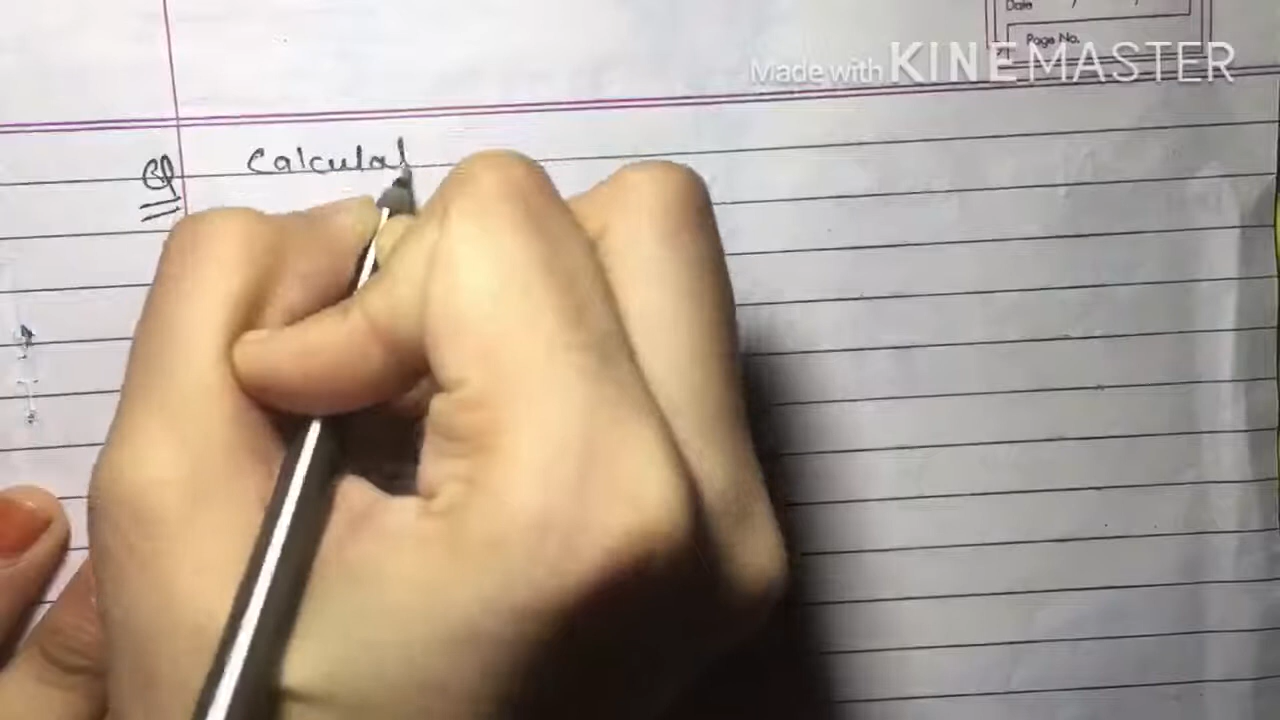 Date / /
Page No.
Made with KINEMASTER
Q
Calculat